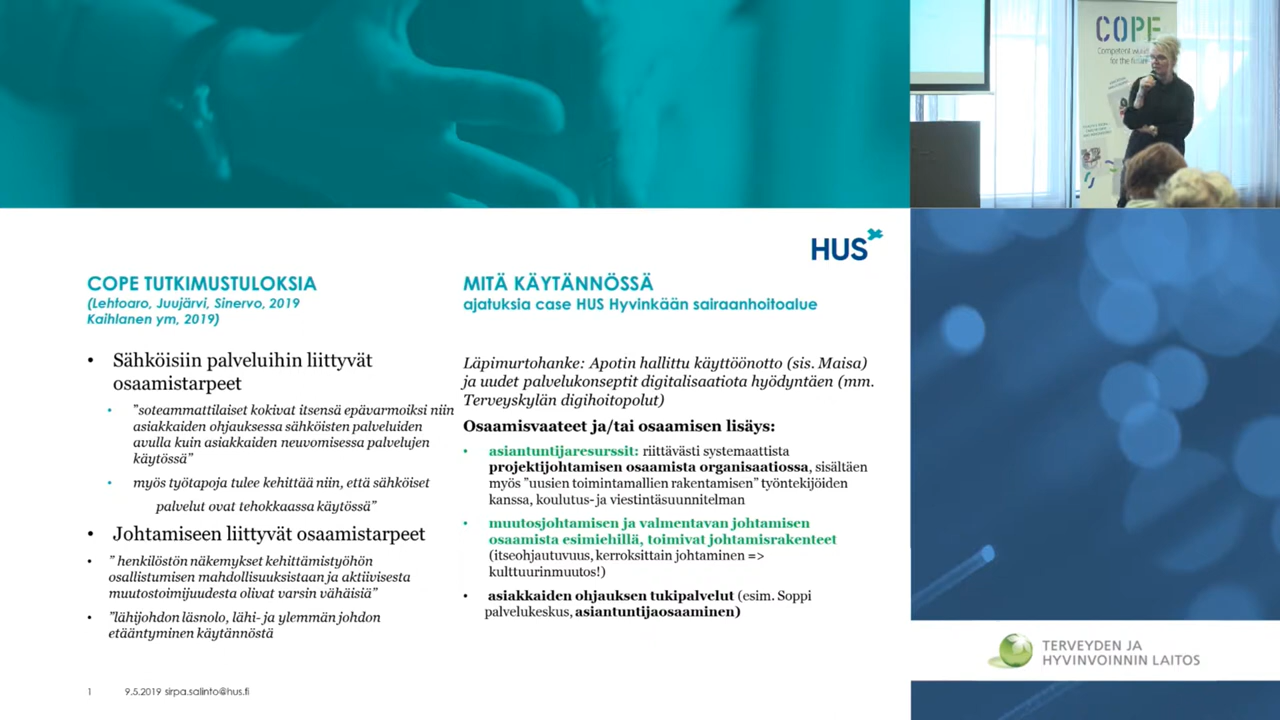 COPE
Competent workforce
for the future
HUS
COPE TUTKIMUSTULOKSIA
(Lehtoaro, Juujärvi, Sinervo, 2019
Kaihlanen ym, 2019)
• Sähköisiin palveluihin liittyvät
osaamistarpeet
• "soteammattilaiset kokivat itsensä epävarmoiksi niin
asiakkaiden ohjauksessa sähköisten palveluiden
avulla kuin asiakkaiden neuvomisessa palvelujen
käytössä"
• myös työtapoja tulee kehittää niin, että sähköiset
palvelut ovat tehokkaassa käytössä"
• Johtamiseen liittyvät osaamistarpeet
• " henkilöstön näkemykset kehittämistyöhön
osallistumisen mahdollisuuksistaan ja aktiivisesta
muutostoimijuudesta olivat varsin vähäisiä"
• "lähijohdon läsnolo, lähi- ja ylemmän johdon
etääntyminen käytännöstä
MITÄ KÄYTÄNNÖSSÄ
ajatuksia case HUS Hyvinkään sairaanhoitoalue
Läpimurtohanke: Apotin hallittu käyttöönotto (sis. Maisa)
ja uudet palvelukonseptit digitalisaatiota hyödyntäen (mm.
Terveyskylän digihoitopolut)
Osaamisvaateet ja/tai osaamisen lisäys:
• asiantuntijaresurssit: riittävästi systemaattista
projektijohtamisen osaamista organisaatiossa, sisältäen
myös "uusien toimintamallien rakentamisen" työntekijöiden
kanssa, koulutus- ja viestintäsuunnitelman
• muutosjohtamisen ja valmentavan johtamisen
osaamista esimiehillä, toimivat johtamisrakenteet
(itseohjautuvuus, kerroksittain johtaminen =>
kulttuurinmuutos!)
• asiakkaiden ohjauksen tukipalvelut (esim. Soppi
palvelukeskus, asiantuntijaosaaminen)
1 9.5.2019 sirpa.salinto@hus.fi
TERVEYDEN JA
HYVINVOINNIN LAITOS